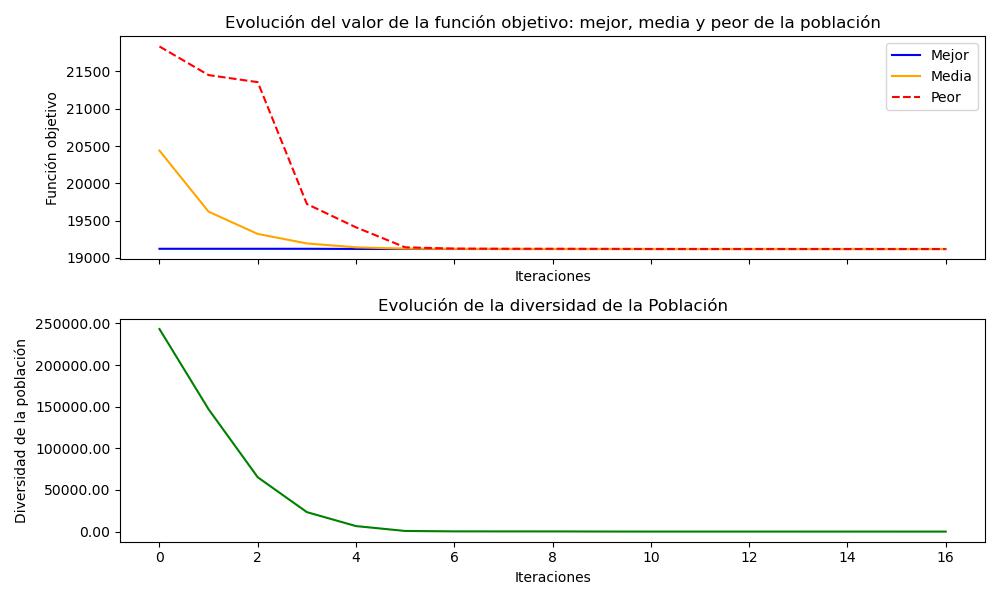 Evolución del valor de la función objetivo: mejor, media y peor de la población
Función objetivo
21500
21000
20500
20000
19500
19000
Mejor
Media
Peor
Iteraciones
Evolución de la diversidad de la Población
Diversidad de la población
250000.00
200000.00
150000.00
100000.00
50000.00
0.00
0 2 4 6 8 10 12 14 16
Iteraciones